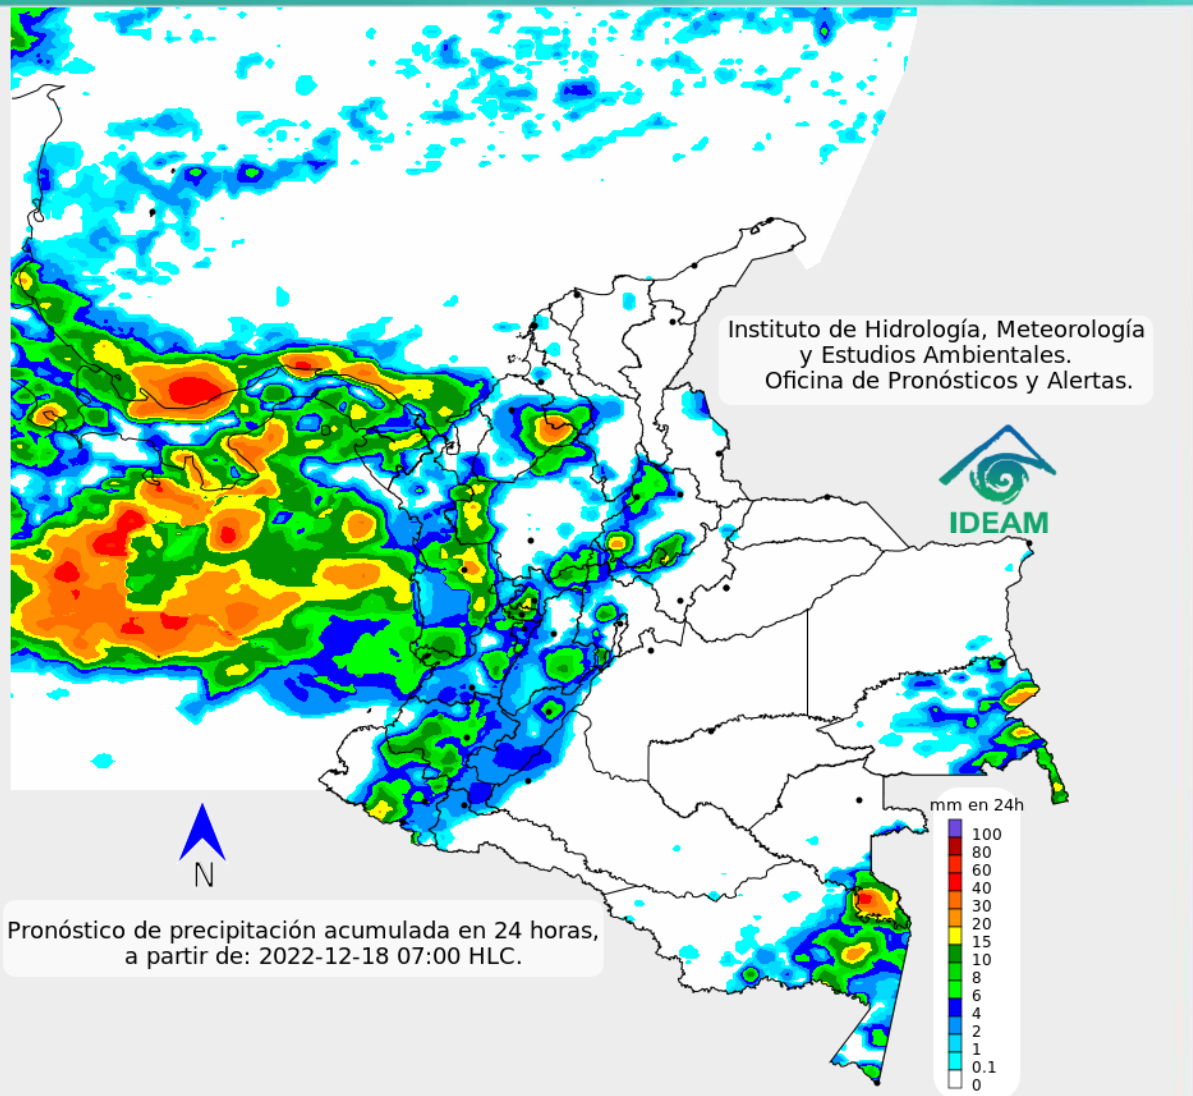 Instituto de Hidrología, Meteorología
y Estudios Ambientales.
Oficina de Pronósticos y Alertas.
IDEAM
mm en 24h
100
80
60
40
30
20
15
10
8
6
4
2
1
0.1
0
N
Pronóstico de precipitación acumulada en 24 horas,
a partir de: 2022-12-18 07:00 HLC.